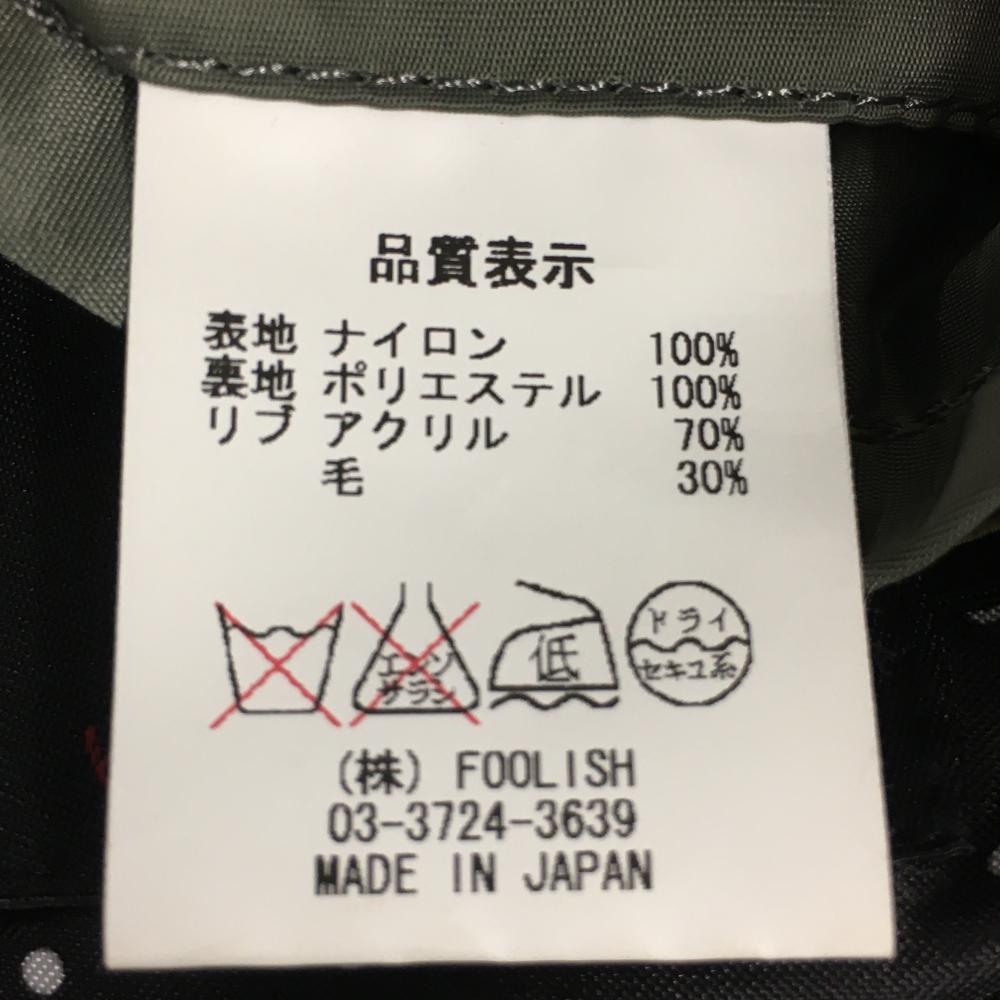 品質表示
表地 ナイロン 100%
裏地 ポリエステル 100%
リブ アクリル 70%
毛 30%
エンソ
サラシ
低
ドライ
セキユ系
(株) FOOLISH
03-3724-3639
MADE IN JAPAN